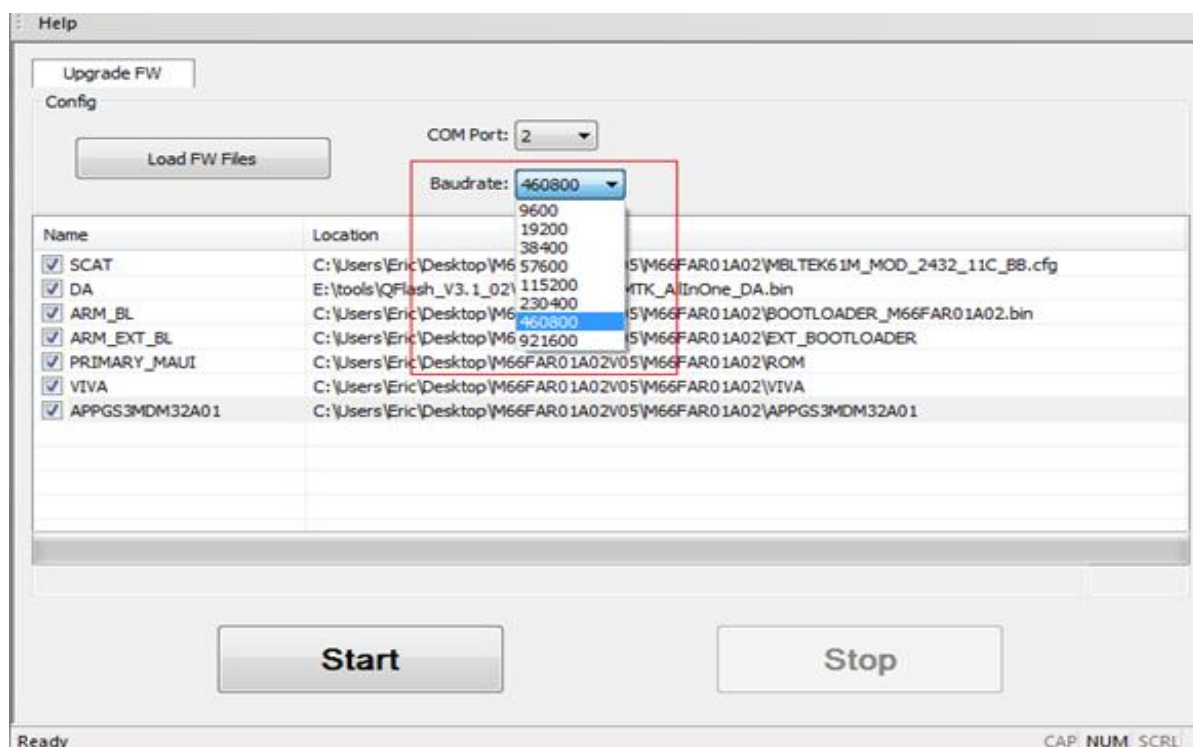 Help
Upgrade FW
Config
Load FW Files
COM Port: 2
Baudrate: 460800
9600
19200
38400
57600
115200
230400
460800
921600
Name Location
SCAT C:\Users\Eric\Desktop\M6 5\M66FAR01A02\MBLTEK61M_MOD_2432_11C_BB.cfg
DA E:\tools\QFlash_V3.1_02\ MTK_AllInOne_DA.bin
ARM_BL C:\Users\Eric\Desktop\M6 5\M66FAR01A02\BOOTLOADER_M66FAR01A02.bin
ARM_EXT_BL C:\Users\Eric\Desktop\M6 5\M66FAR01A02\EXT_BOOTLOADER
PRIMARY_MAUI C:\Users\Eric\Desktop\M66FAR01A02V05\M66FAR01A02\ROM
VIVA C:\Users\Eric\Desktop\M66FAR01A02V05\M66FAR01A02\VIVA
APPGS3MDM32A01 C:\Users\Eric\Desktop\M66FAR01A02V05\M66FAR01A02\APPGS3MDM32A01
Start Stop
Ready CAP NUM SCRL